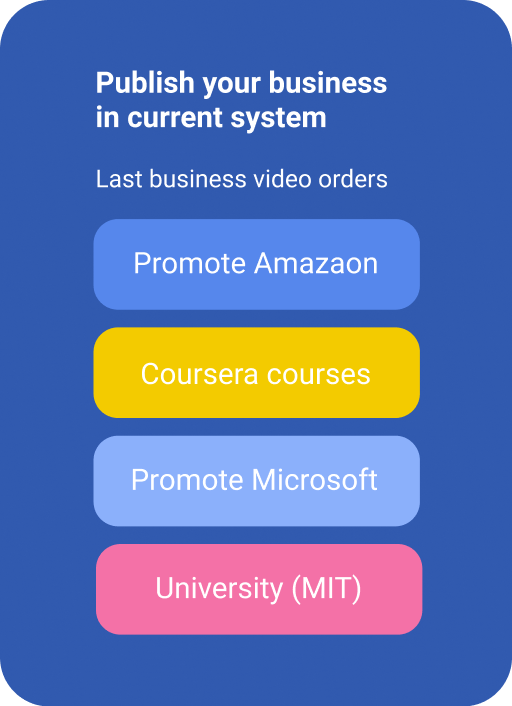 Publish your business
in current system
Last business video orders
Promote Amazaon
Coursera courses
Promote Microsoft
University (MIT)